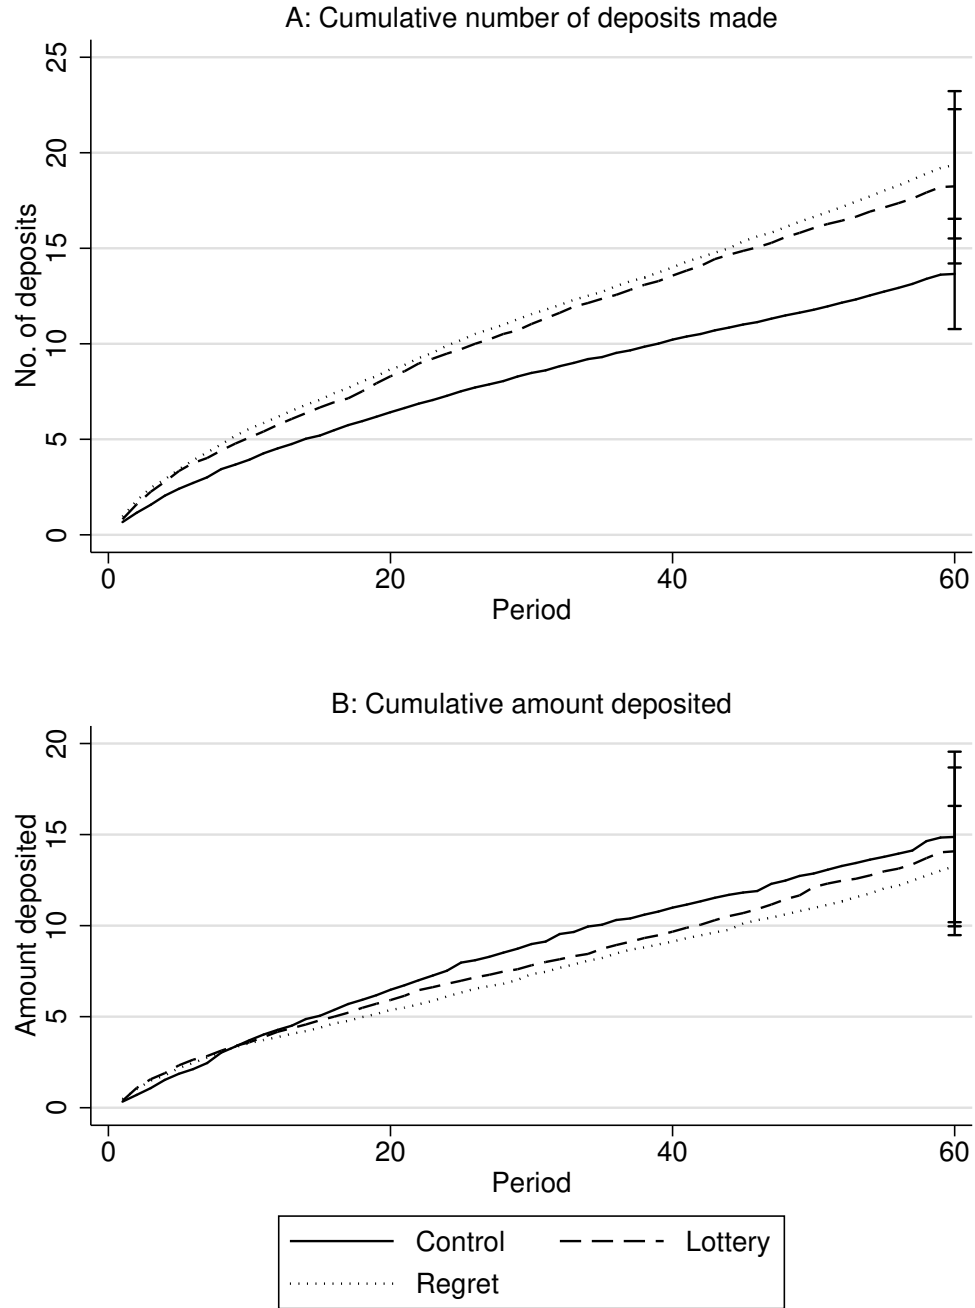 A: Cumulative number of deposits made
No. of deposits
25
20
15
10
5
0
0 20 40 60
Period
B: Cumulative amount deposited
Amount deposited
20
15
10
5
0
0 20 40 60
Period
Control Lottery
Regret